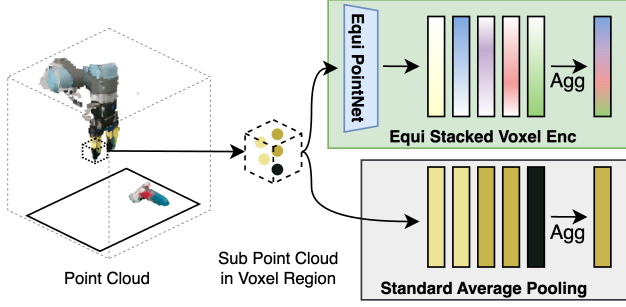 Equi PointNet
Agg
Equi Stacked Voxel Enc
Point Cloud
Sub Point Cloud
in Voxel Region
Agg
Standard Average Pooling